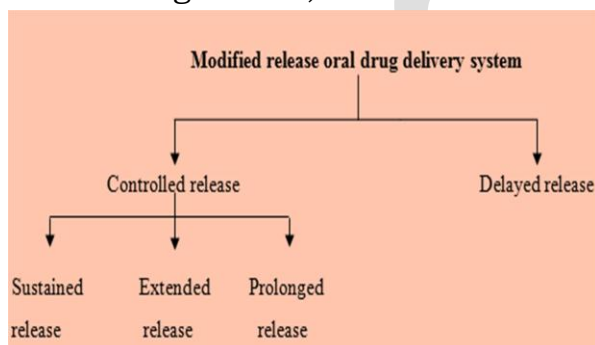 Modified release oral drug delivery system
Controlled release
Delayed release
Sustained
release
Extended
release
Prolonged
release